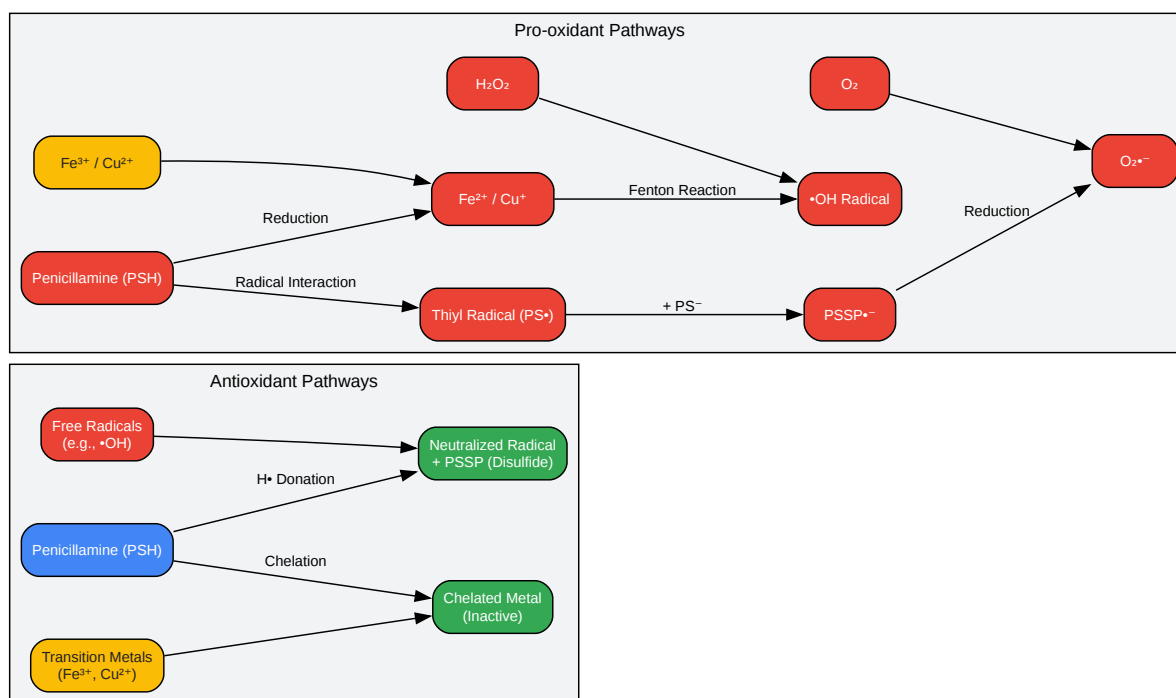 Pro-oxidant Pathways
H₂O₂
O₂
Fe³⁺ / Cu²⁺
O₂•⁻
Fe²⁺ / Cu⁺
Fenton Reaction
•OH Radical
Reduction
Reduction
Penicillamine (PSH)
Radical Interaction
Thiyl Radical (PS•)
+ PS⁻
PSSP•⁻
Antioxidant Pathways
Free Radicals
(e.g., •OH)
Neutralized Radical
+ PSSP (Disulfide)
H• Donation
Penicillamine (PSH)
Chelation
Chelated Metal
(Inactive)
Transition Metals
(Fe³⁺, Cu²⁺)